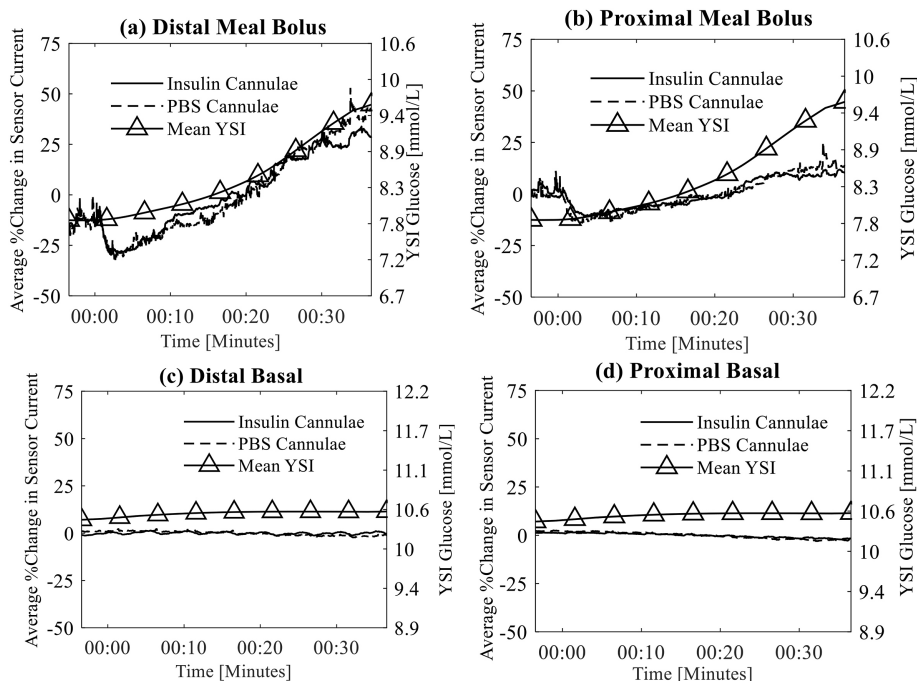 (a) Distal Meal Bolus
Average %Change in Sensor Current
75
50
25
0
-25
-50
Insulin Cannulae
PBS Cannulae
Mean YSI
10.6
10
9.4
8.9
8.3
7.8
7.2
6.7
YSI Glucose [mmol/L]
00:00 00:10 00:20 00:30
Time [Minutes]
(b) Proximal Meal Bolus
Average %Change in Sensor Current
75
50
25
0
-25
-50
Insulin Cannulae
PBS Cannulae
Mean YSI
10.6
10
9.4
8.9
8.3
7.8
7.2
6.7
YSI Glucose [mmol/L]
00:00 00:10 00:20 00:30
Time [Minutes]
(c) Distal Basal
Average %Change in Sensor Current
75
50
25
0
-25
-50
Insulin Cannulae
PBS Cannulae
Mean YSI
12.2
11.7
11.1
10.6
10
9.4
8.9
YSI Glucose [mmol/L]
00:00 00:10 00:20 00:30
Time [Minutes]
(d) Proximal Basal
Average %Change in Sensor Current
75
50
25
0
-25
-50
Insulin Cannulae
PBS Cannulae
Mean YSI
12.2
11.7
11.1
10.6
10
9.4
8.9
YSI Glucose [mmol/L]
00:00 00:10 00:20 00:30
Time [Minutes]